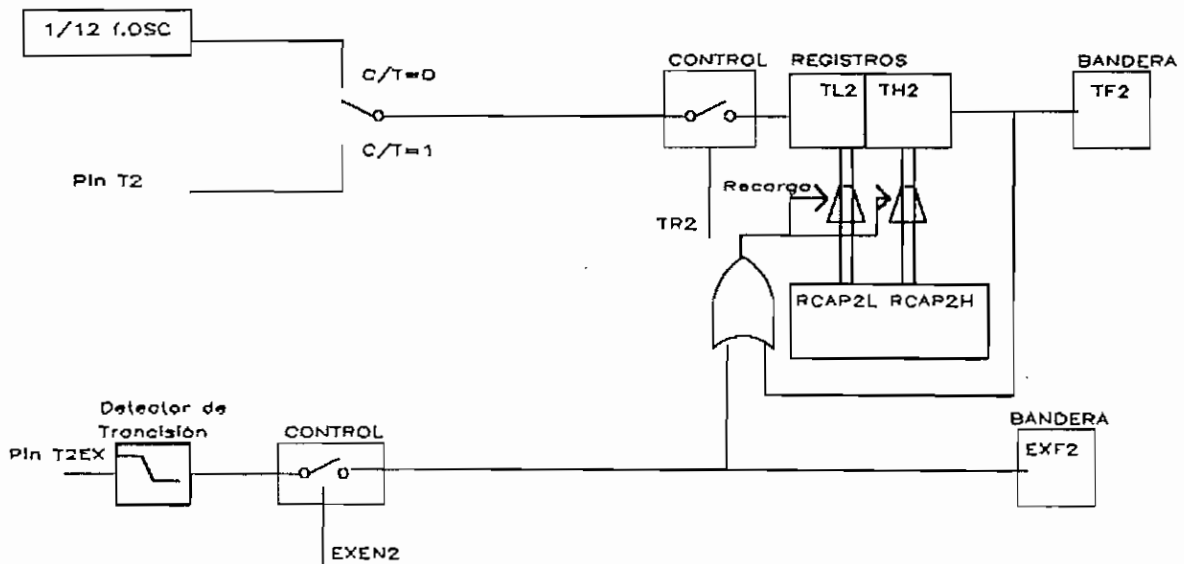 1/12 f.OSC
C/T=0
C/T=1
Pin T2
CONTROL
TR2
REGISTROS
TL2 TH2
BANDERA
TF2
Recarga
RCAP2L RCAP2H
Detector de
Trancisión
Pin T2EX
CONTROL
EXEN2
BANDERA
EXF2